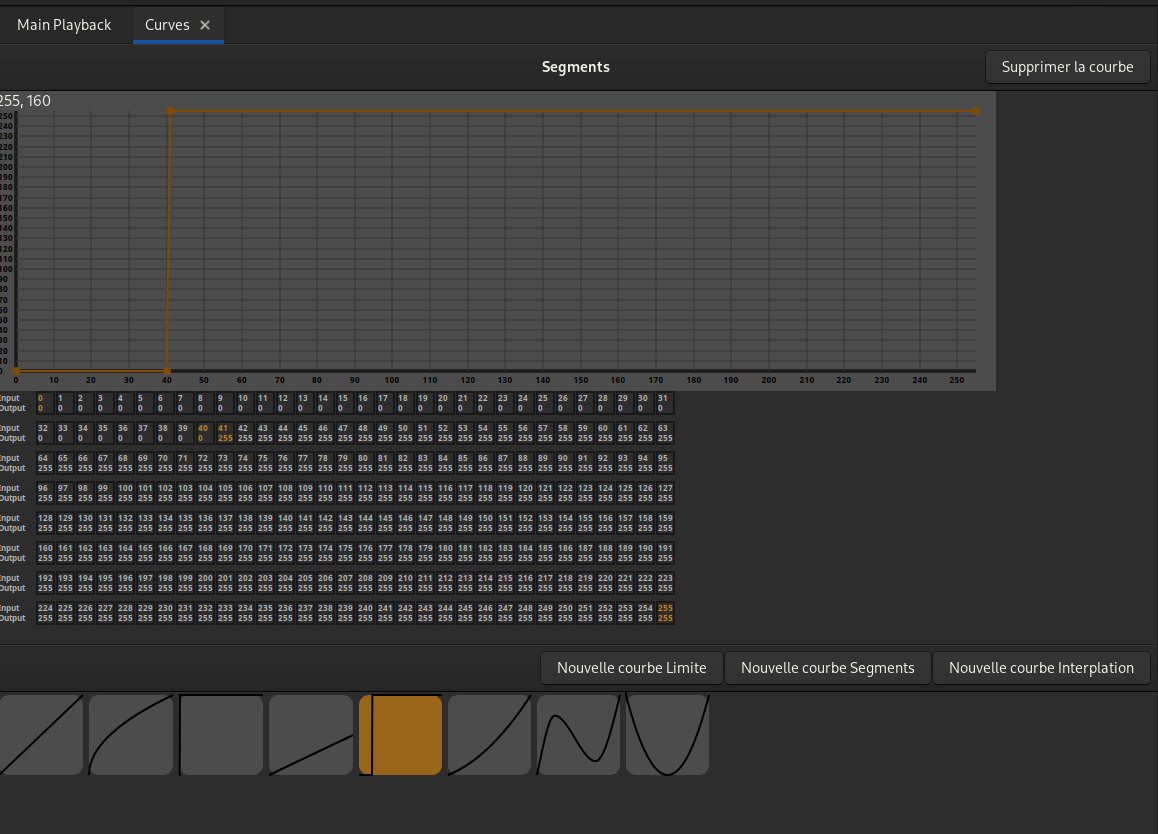 Main Playback Curves ×
Segments Supprimer la courbe
255, 160
250
240
230
220
210
200
190
180
170
160
150
140
130
120
110
100
90
80
70
60
50
40
30
20
10
0
0 10 20 30 40 50 60 70 80 90 100 110 120 130 140 150 160 170 180 190 200 210 220 230 240 250
Input 0 1 2 3 4 5 6 7 8 9 10 11 12 13 14 15 16 17 18 19 20 21 22 23 24 25 26 27 28 29 30 31
Output 0 0 0 0 0 0 0 0 0 0 0 0 0 0 0 0 0 0 0 0 0 0 0 0 0 0 0 0 0 0 0 0
Input 32 33 34 35 36 37 38 39 40 41 42 43 44 45 46 47 48 49 50 51 52 53 54 55 56 57 58 59 60 61 62 63
Output 0 0 0 0 0 0 0 0 0 255 255 255 255 255 255 255 255 255 255 255 255 255 255 255 255 255 255 255 255 255 255 255
Input 64 65 66 67 68 69 70 71 72 73 74 75 76 77 78 79 80 81 82 83 84 85 86 87 88 89 90 91 92 93 94 95
Output 255 255 255 255 255 255 255 255 255 255 255 255 255 255 255 255 255 255 255 255 255 255 255 255 255 255 255 255 255 255 255 255
Input 96 97 98 99 100 101 102 103 104 105 106 107 108 109 110 111 112 113 114 115 116 117 118 119 120 121 122 123 124 125 126 127
Output 255 255 255 255 255 255 255 255 255 255 255 255 255 255 255 255 255 255 255 255 255 255 255 255 255 255 255 255 255 255 255 255
Input 128 129 130 131 132 133 134 135 136 137 138 139 140 141 142 143 144 145 146 147 148 149 150 151 152 153 154 155 156 157 158 159
Output 255 255 255 255 255 255 255 255 255 255 255 255 255 255 255 255 255 255 255 255 255 255 255 255 255 255 255 255 255 255 255 255
Input 160 161 162 163 164 165 166 167 168 169 170 171 172 173 174 175 176 177 178 179 180 181 182 183 184 185 186 187 188 189 190 191
Output 255 255 255 255 255 255 255 255 255 255 255 255 255 255 255 255 255 255 255 255 255 255 255 255 255 255 255 255 255 255 255 255
Input 192 193 194 195 196 197 198 199 200 201 202 203 204 205 206 207 208 209 210 211 212 213 214 215 216 217 218 219 220 221 222 223
Output 255 255 255 255 255 255 255 255 255 255 255 255 255 255 255 255 255 255 255 255 255 255 255 255 255 255 255 255 255 255 255 255
Input 224 225 226 227 228 229 230 231 232 233 234 235 236 237 238 239 240 241 242 243 244 245 246 247 248 249 250 251 252 253 254 255
Output 255 255 255 255 255 255 255 255 255 255 255 255 255 255 255 255 255 255 255 255 255 255 255 255 255 255 255 255 255 255 255 255
Nouvelle courbe Limite Nouvelle courbe Segments Nouvelle courbe Interplation